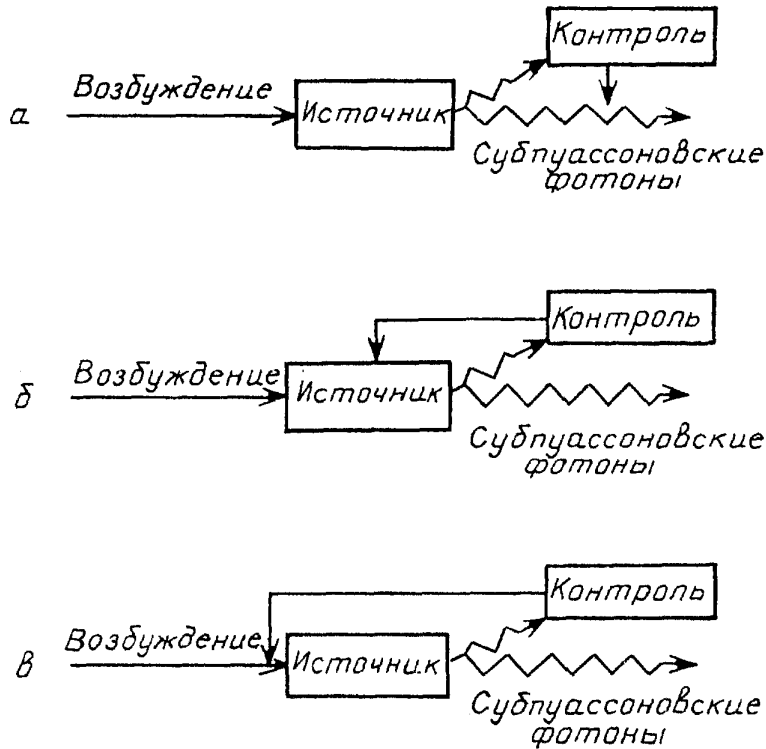 Контроль
Возбуждение
а
Источник
Субпуассоновские
фотоны
Контроль
Возбуждение
б
Источник
Субпуассоновские
фотоны
Контроль
Возбуждение
в
Источник
Субпуассоновские
фотоны